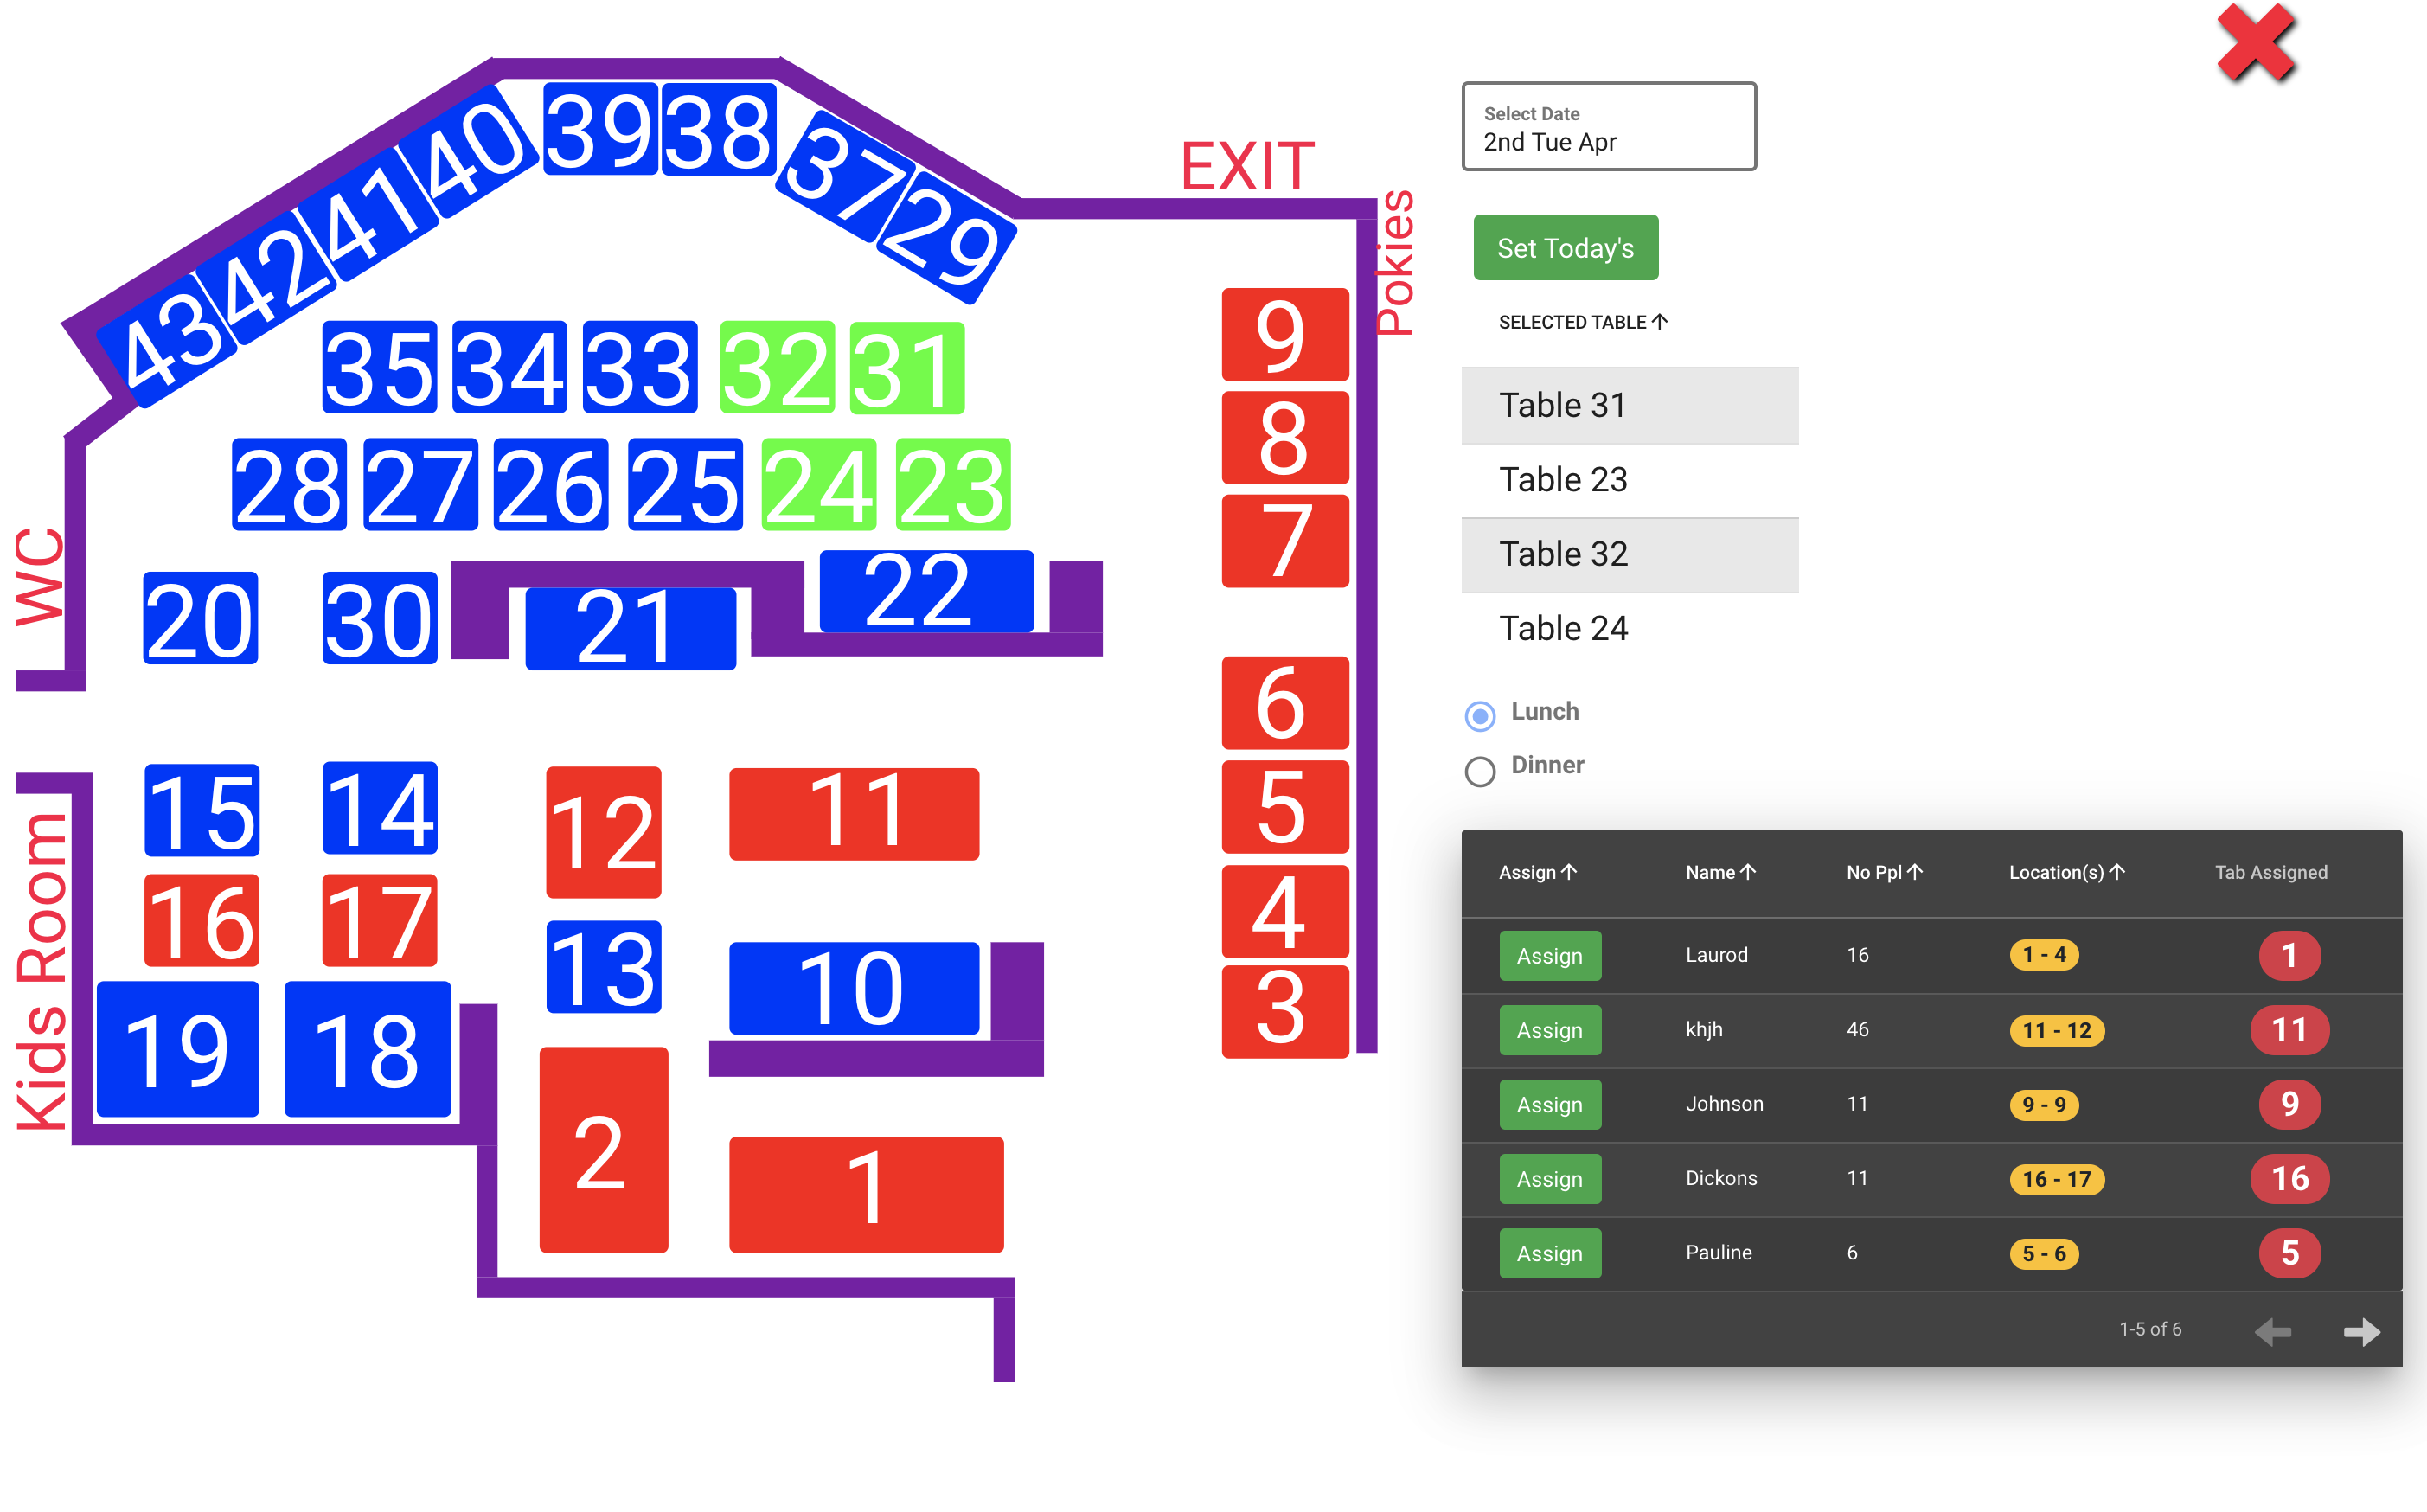 39 38
40
37
41
29
42
43
EXIT
Pokies
35 34 33 32 31
28 27 26 25 24 23
WC
20 30 21 22
9
8
7
6
5
4
3
15 14 12 11
16 17
13 10
19 18
2 1
Kids Room
Select Date
2nd Tue Apr
Set Today's
SELECTED TABLE
Table 31
Table 23
Table 32
Table 24
Lunch
Dinner
Assign Name No Ppl Location(s) Tab Assigned
Assign Laurod 16 1 - 4 1
Assign khjh 46 11 - 12 11
Assign Johnson 11 9 - 9 9
Assign Dickons 11 16 - 17 16
Assign Pauline 6 5 - 6 5
1-5 of 6